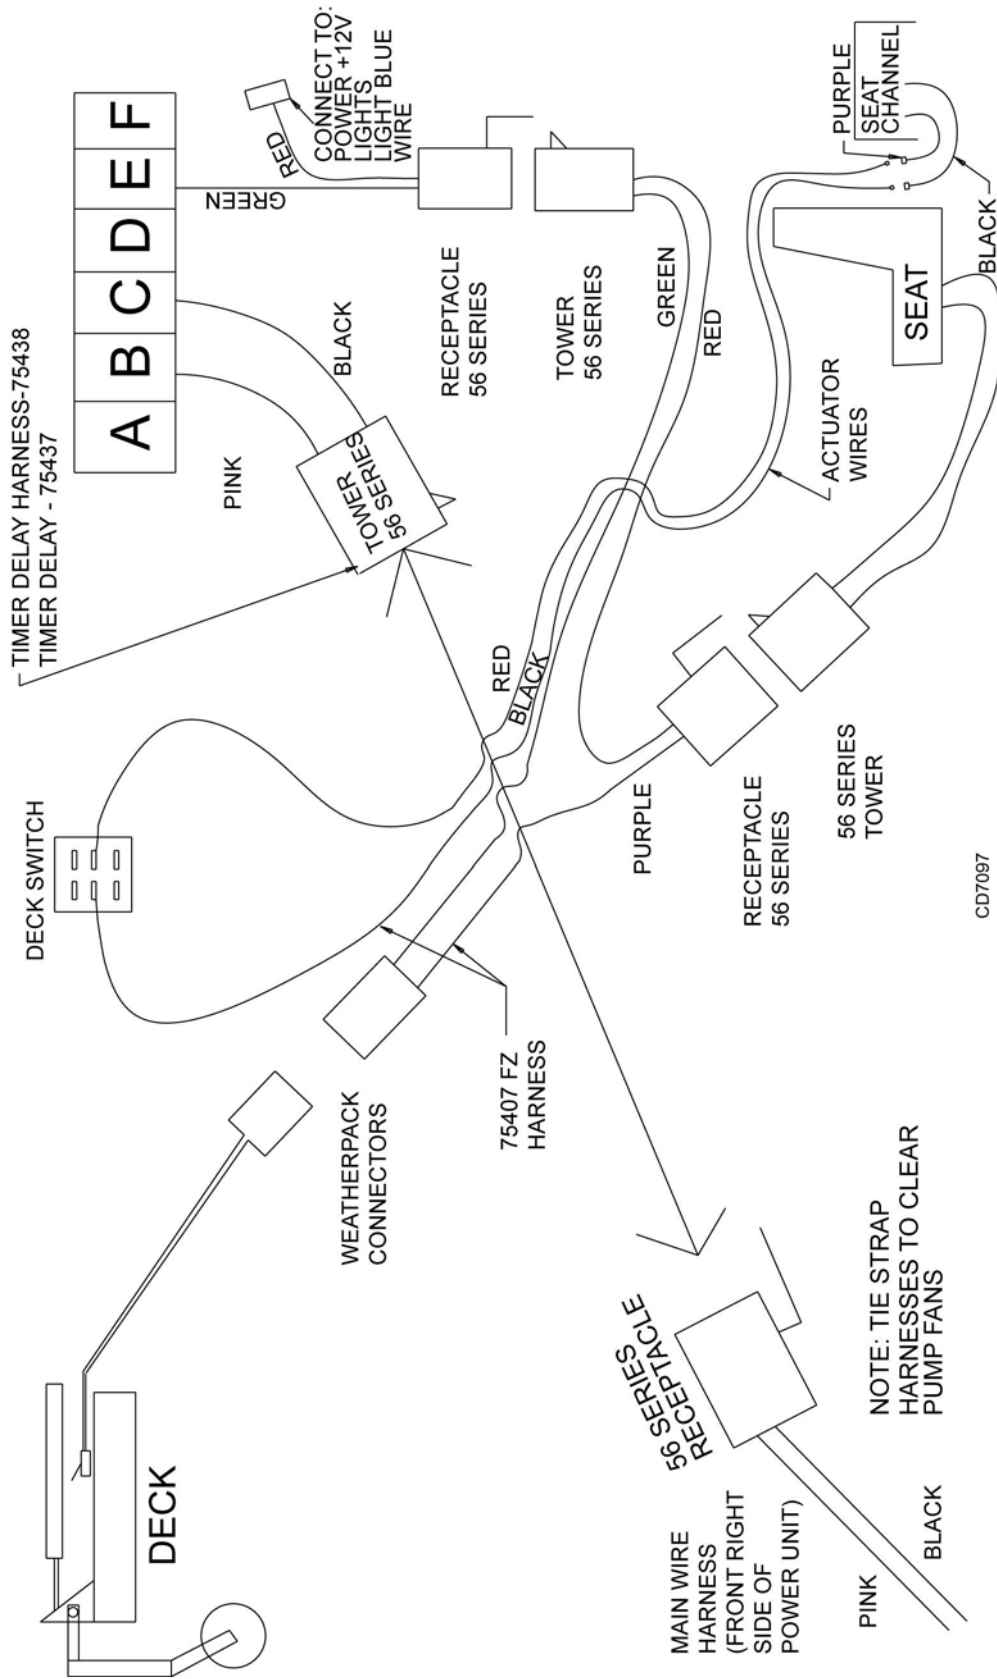 TIMER DELAY HARNESS-75438
TIMER DELAY - 75437
A B C D E F
DECK SWITCH
PINK
BLACK
GREEN
RED
CONNECT TO:
POWER +12V
LIGHTS
LIGHT BLUE
WIRE
TOWER
56 SERIES
RECEPTACLE
56 SERIES
TOWER
56 SERIES
GREEN
RED
PURPLE
SEAT
CHANNEL
BLACK
SEAT
ACTUATOR
WIRES
RED
BLACK
PURPLE
RECEPTACLE
56 SERIES
56 SERIES
TOWER
WEATHERPACK
CONNECTORS
75407 FZ
HARNESS
DECK
56 SERIES
RECEPTACLE
MAIN WIRE
HARNESS
(FRONT RIGHT
SIDE OF
POWER UNIT)
PINK
BLACK
NOTE: TIE STRAP
HARNESSES TO CLEAR
PUMP FANS
CD7097